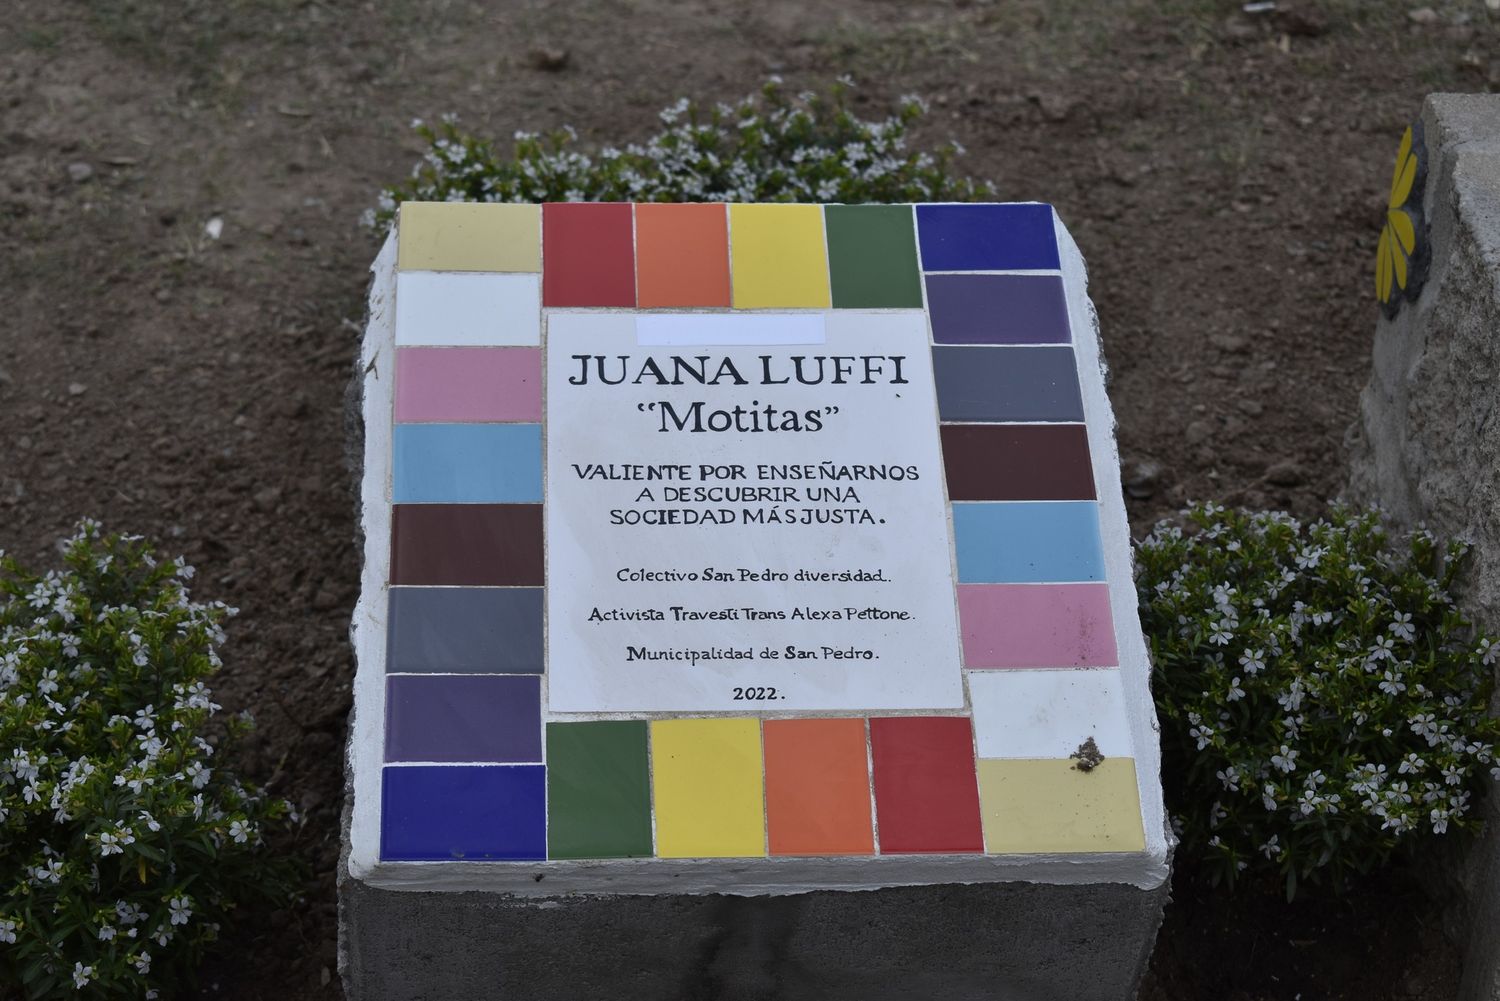 JUANA LUFFI
“Motitas”
VALIENTE POR ENSEÑARNOS
A DESCUBRIR UNA
SOCIEDAD MÁS JUSTA.
Colectivo San Pedro diversidad.
Activista Travesti Trans Alexa Pettone.
Municipalidad de San Pedro.
2022.